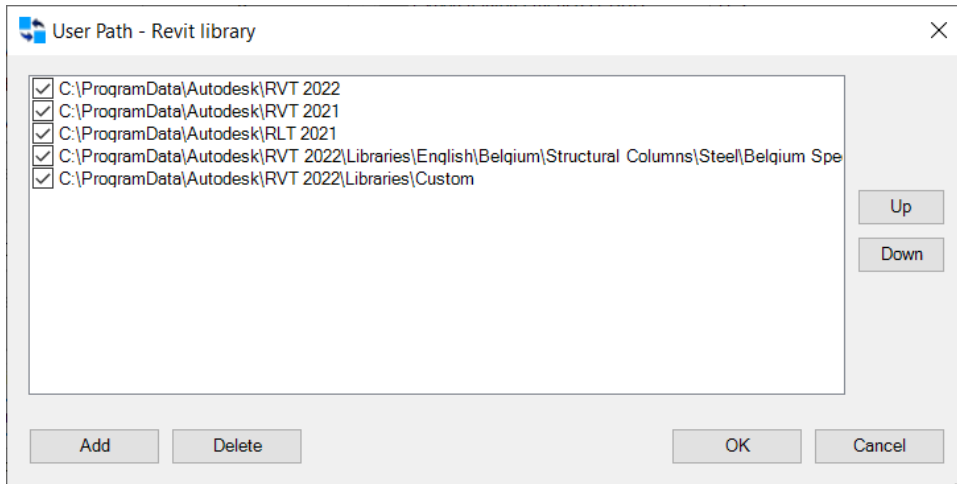 User Path - Revit library
C:\ProgramData\Autodesk\RVT 2022
C:\ProgramData\Autodesk\RVT 2021
C:\ProgramData\Autodesk\RLT 2021
C:\ProgramData\Autodesk\RVT 2022\Libraries\English\Belgium\Structural Columns\Steel\Belgium Spe
C:\ProgramData\Autodesk\RVT 2022\Libraries\Custom
Up
Down
Add Delete OK Cancel